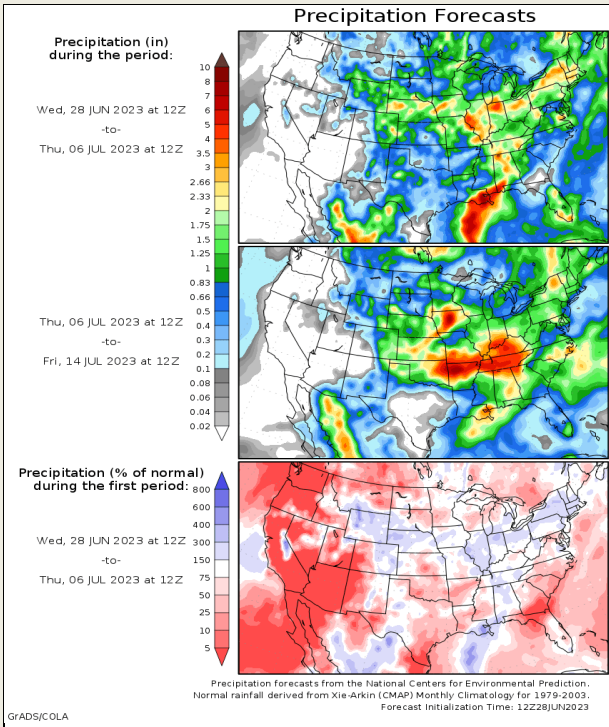 Precipitation Forecasts
Precipitation (in)
during the period:
Wed, 28 JUN 2023 at 12Z
-to-
Thu, 06 JUL 2023 at 12Z
Thu, 06 JUL 2023 at 12Z
-to-
Fri, 14 JUL 2023 at 12Z
10
8
7
6
5
4
3.5
3
2.66
2.33
2
1.75
1.5
1.25
1
0.83
0.66
0.5
0.4
0.3
0.2
0.1
0.08
0.06
0.04
0.02
Precipitation (% of normal)
during the first period:
Wed, 28 JUN 2023 at 12Z
-to-
Thu, 06 JUL 2023 at 12Z
800
600
400
300
150
75
50
25
10
5
Precipitation forecasts from the National Centers for Environmental Prediction.
Normal rainfall derived from Xie-Arkin (CMAP) Monthly Climatology for 1979-2003.
Forecast Initialization Time: 12Z28JUN2023
GrADS/COLA